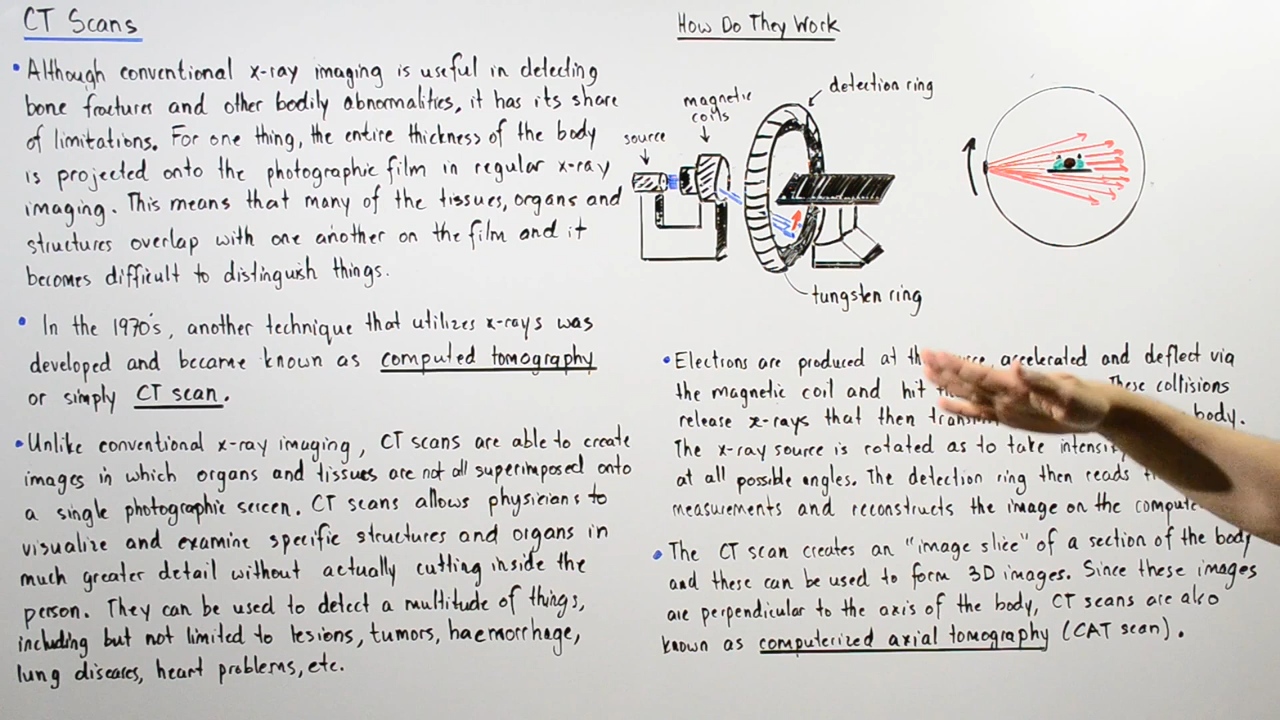 CT Scans
• Although conventional x-ray imaging is useful in detecting
bone fractures and other bodily abnormalities, it has its share
of limitations. For one thing, the entire thickness of the body
is projected onto the photographic film in regular x-ray
imaging. This means that many of the tissues, organs and
structures overlap with one another on the film and it
becomes difficult to distinguish things.
• In the 1970's, another technique that utilizes x-rays was
developed and became known as computed tomography
or simply CT scan.
• Unlike conventional x-ray imaging, CT scans are able to create
images in which organs and tissues are not all superimposed onto
a single photographic screen. CT scans allows physicians to
visualize and examine specific structures and organs in
much greater detail without actually cutting inside the
person. They can be used to detect a multitude of things,
including but not limited to lesions, tumors, haemorrhage,
lung diseases, heart problems, etc.
How Do They Work
detection ring
magnetic
coils
source
tungsten ring
• Electrons are produced at accelerated and deflect via
the magnetic coil and hit These collisions
release x-rays that then body.
The x-ray source is rotated as to take
at all possible angles. The detection ring then reads
measurements and reconstructs the image on the
• The CT scan creates an "image slice" of a section of the body
and these can be used to form 3D images. Since these images
are perpendicular to the axis of the body, CT scans are also
known as computerized axial tomography (CAT scan).